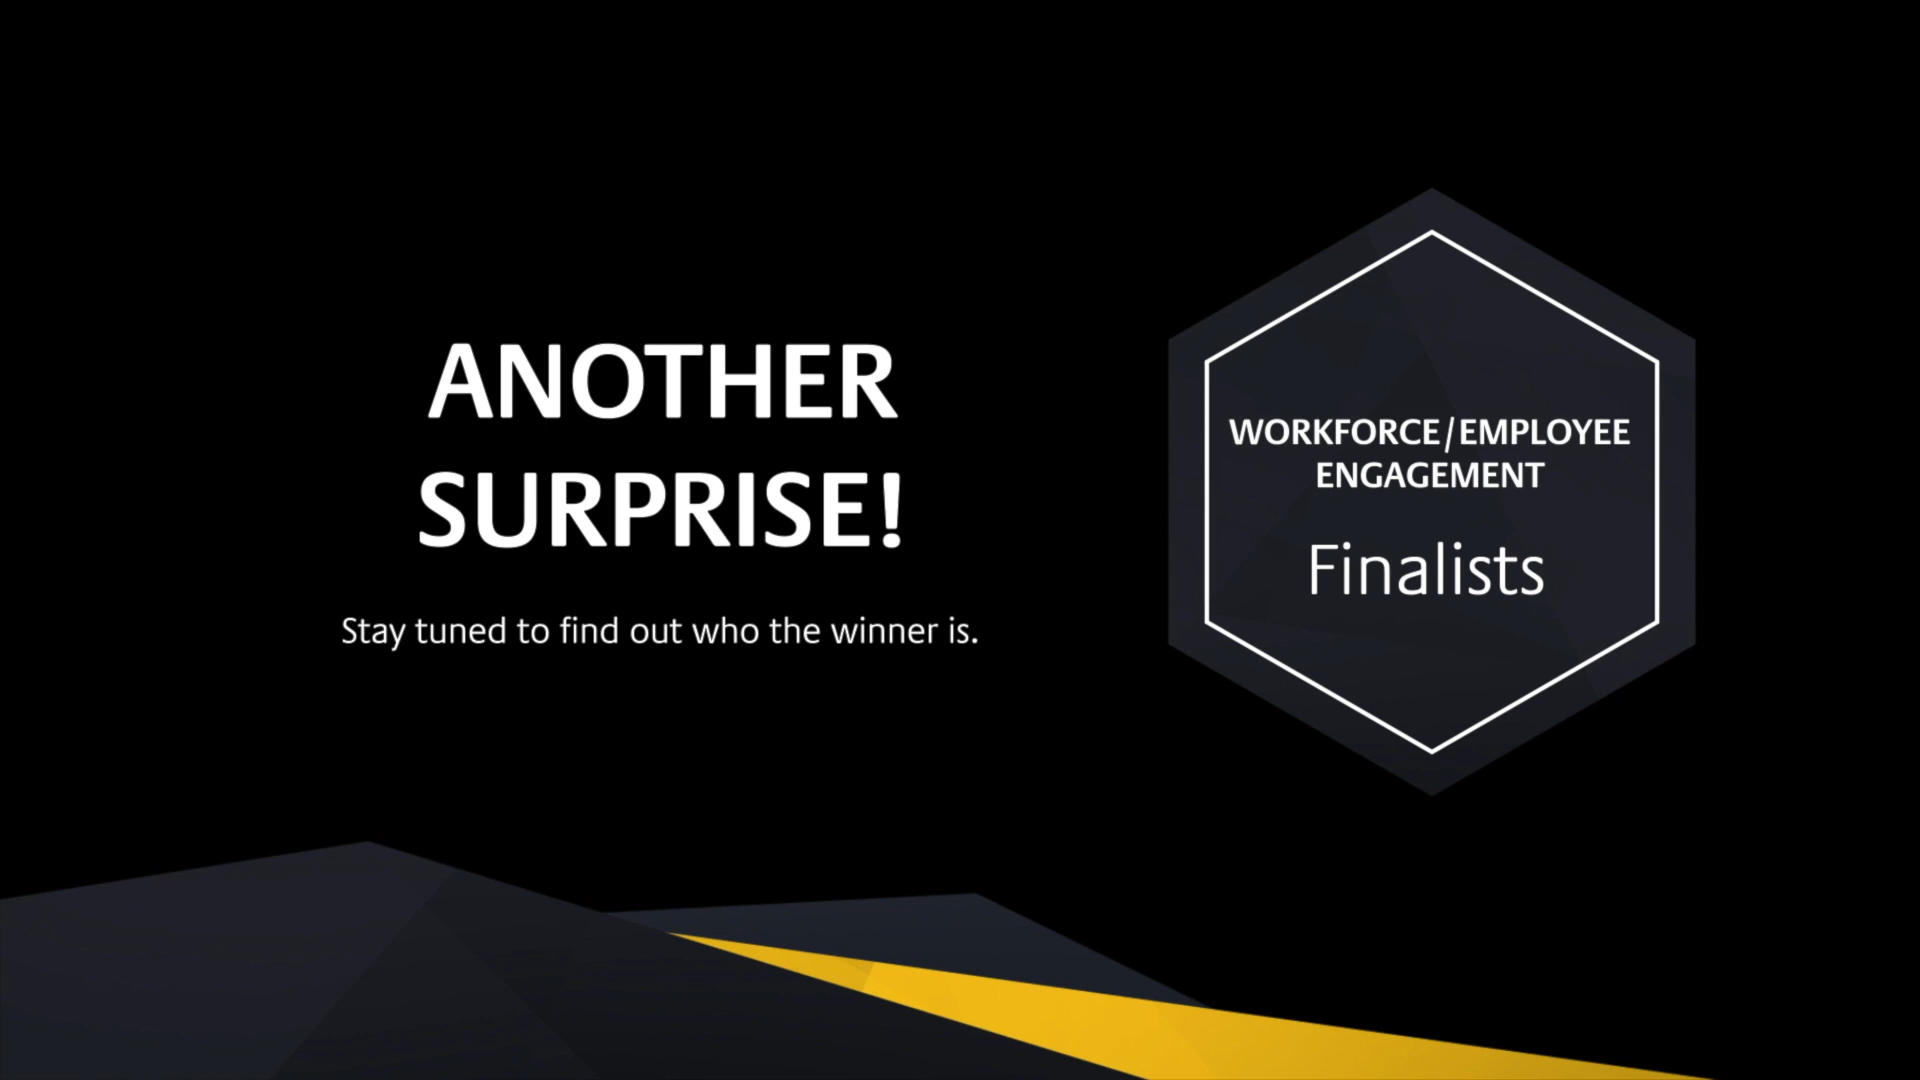 ANOTHER
SURPRISE!
Stay tuned to find out who the winner is.
WORKFORCE/EMPLOYEE
ENGAGEMENT
Finalists